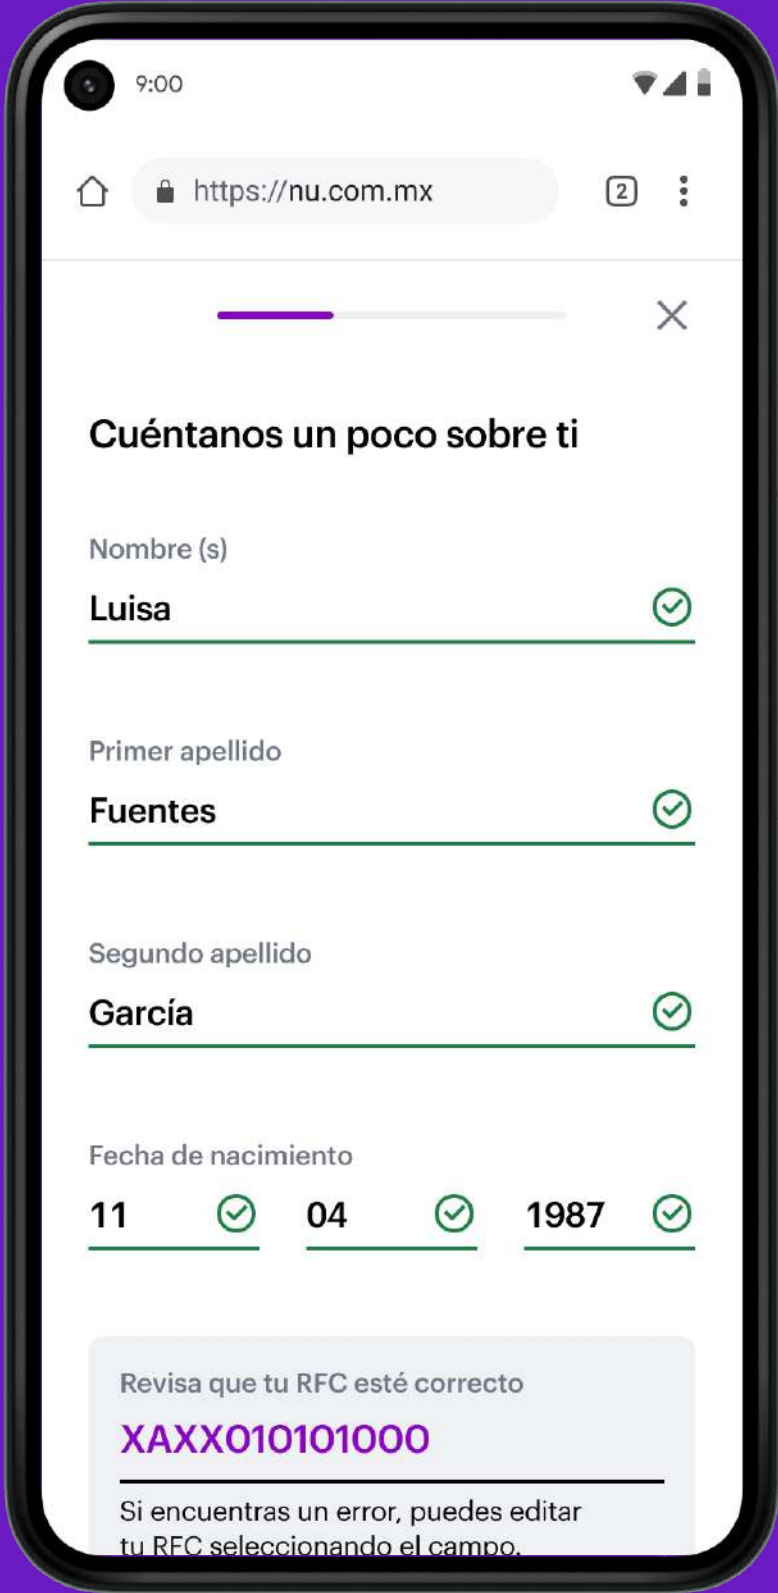 9:00
https://nu.com.mx
2
Cuéntanos un poco sobre ti
Nombre (s)
Luisa
Primer apellido
Fuentes
Segundo apellido
García
Fecha de nacimiento
11 04 1987
Revisa que tu RFC esté correcto
XAXX010101000
Si encuentras un error, puedes editar
tu RFC seleccionando el campo.